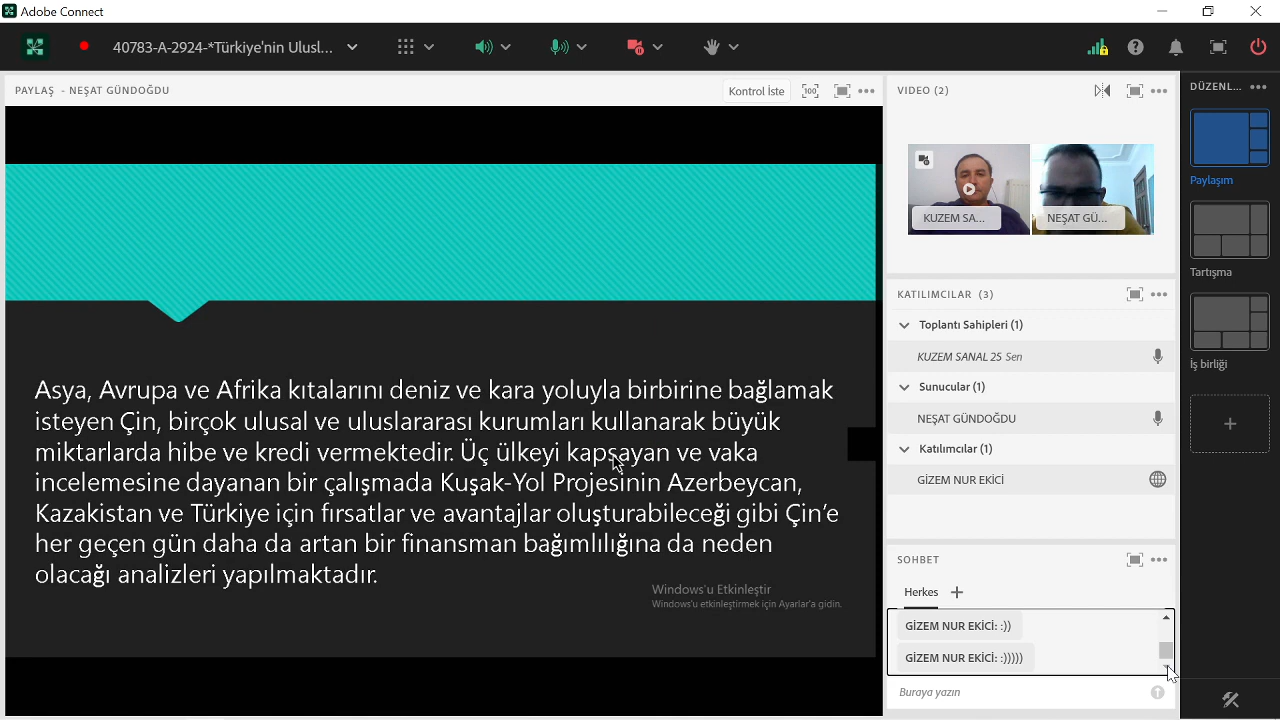 Adobe Connect
40783-A-2924-*Türkiye'nin Ulusl...
PAYLAŞ - NEŞAT GÜNDOĞDU
Kontrol İste
100
Asya, Avrupa ve Afrika kıtalarını deniz ve kara yoluyla birbirine bağlamak
isteyen Çin, birçok ulusal ve uluslararası kurumları kullanarak büyük
miktarlarda hibe ve kredi vermektedir. Üç ülkeyi kapsayan ve vaka
incelemesine dayanan bir çalışmada Kuşak-Yol Projesinin Azerbeycan,
Kazakistan ve Türkiye için fırsatlar ve avantajlar oluşturabileceği gibi Çin’e
her geçen gün daha da artan bir finansman bağımlılığına da neden
olacağı analizleri yapılmaktadır.
Windows'u Etkinleştir
Windows'u etkinleştirmek için Ayarlar'a gidin.
VIDEO (2)
KUZEM SA...
NEŞAT GÜ...
KATILIMCILAR (3)
Toplantı Sahipleri (1)
KUZEM SANAL 25 Sen
Sunucular (1)
NEŞAT GÜNDOĞDU
Katılımcılar (1)
GİZEM NUR EKİCİ
SOHBET
Herkes
GİZEM NUR EKİCİ: :))
GİZEM NUR EKİCİ: :)))))
Buraya yazın
DÜZENL...
Paylaşım
Tartışma
İş birliği